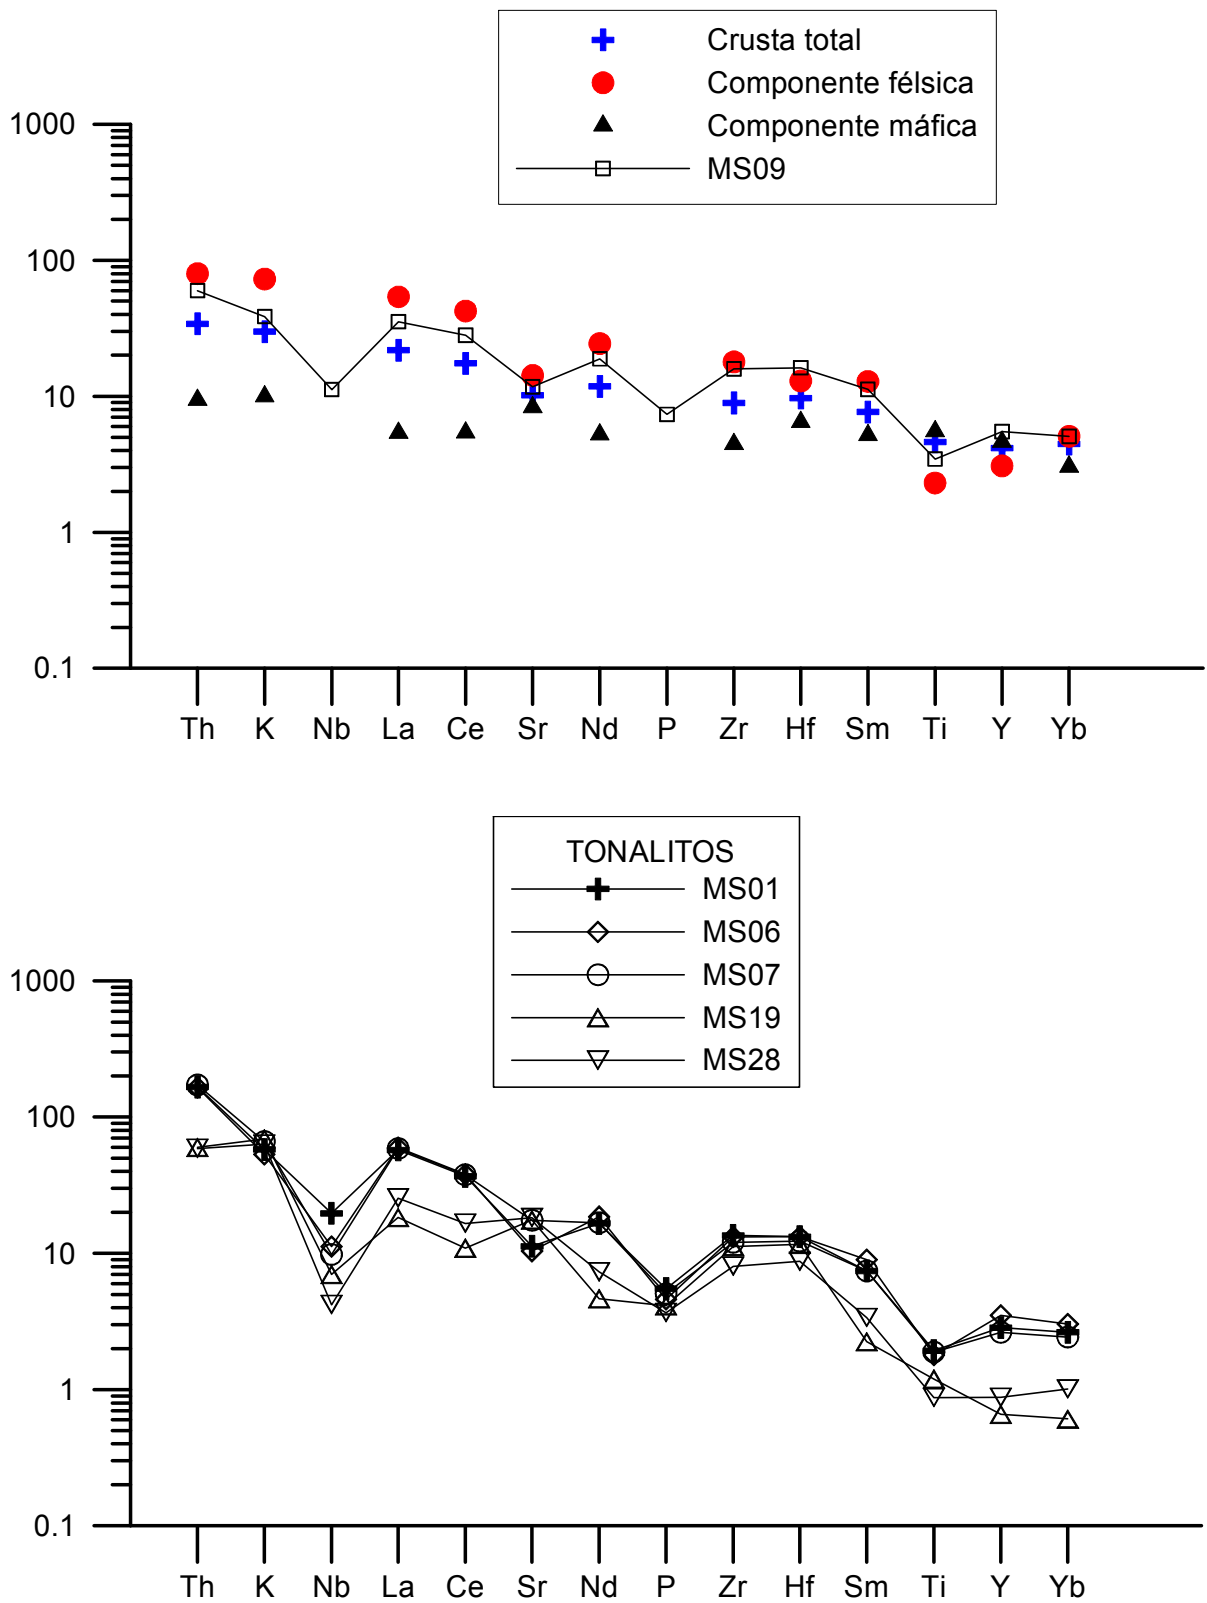 Crusta total
Componente félsica
Componente máfica
MS09
1000
100
10
1
0.1
Th K Nb La Ce Sr Nd P Zr Hf Sm Ti Y Yb
TONALITOS
MS01
MS06
MS07
MS19
MS28
1000
100
10
1
0.1
Th K Nb La Ce Sr Nd P Zr Hf Sm Ti Y Yb